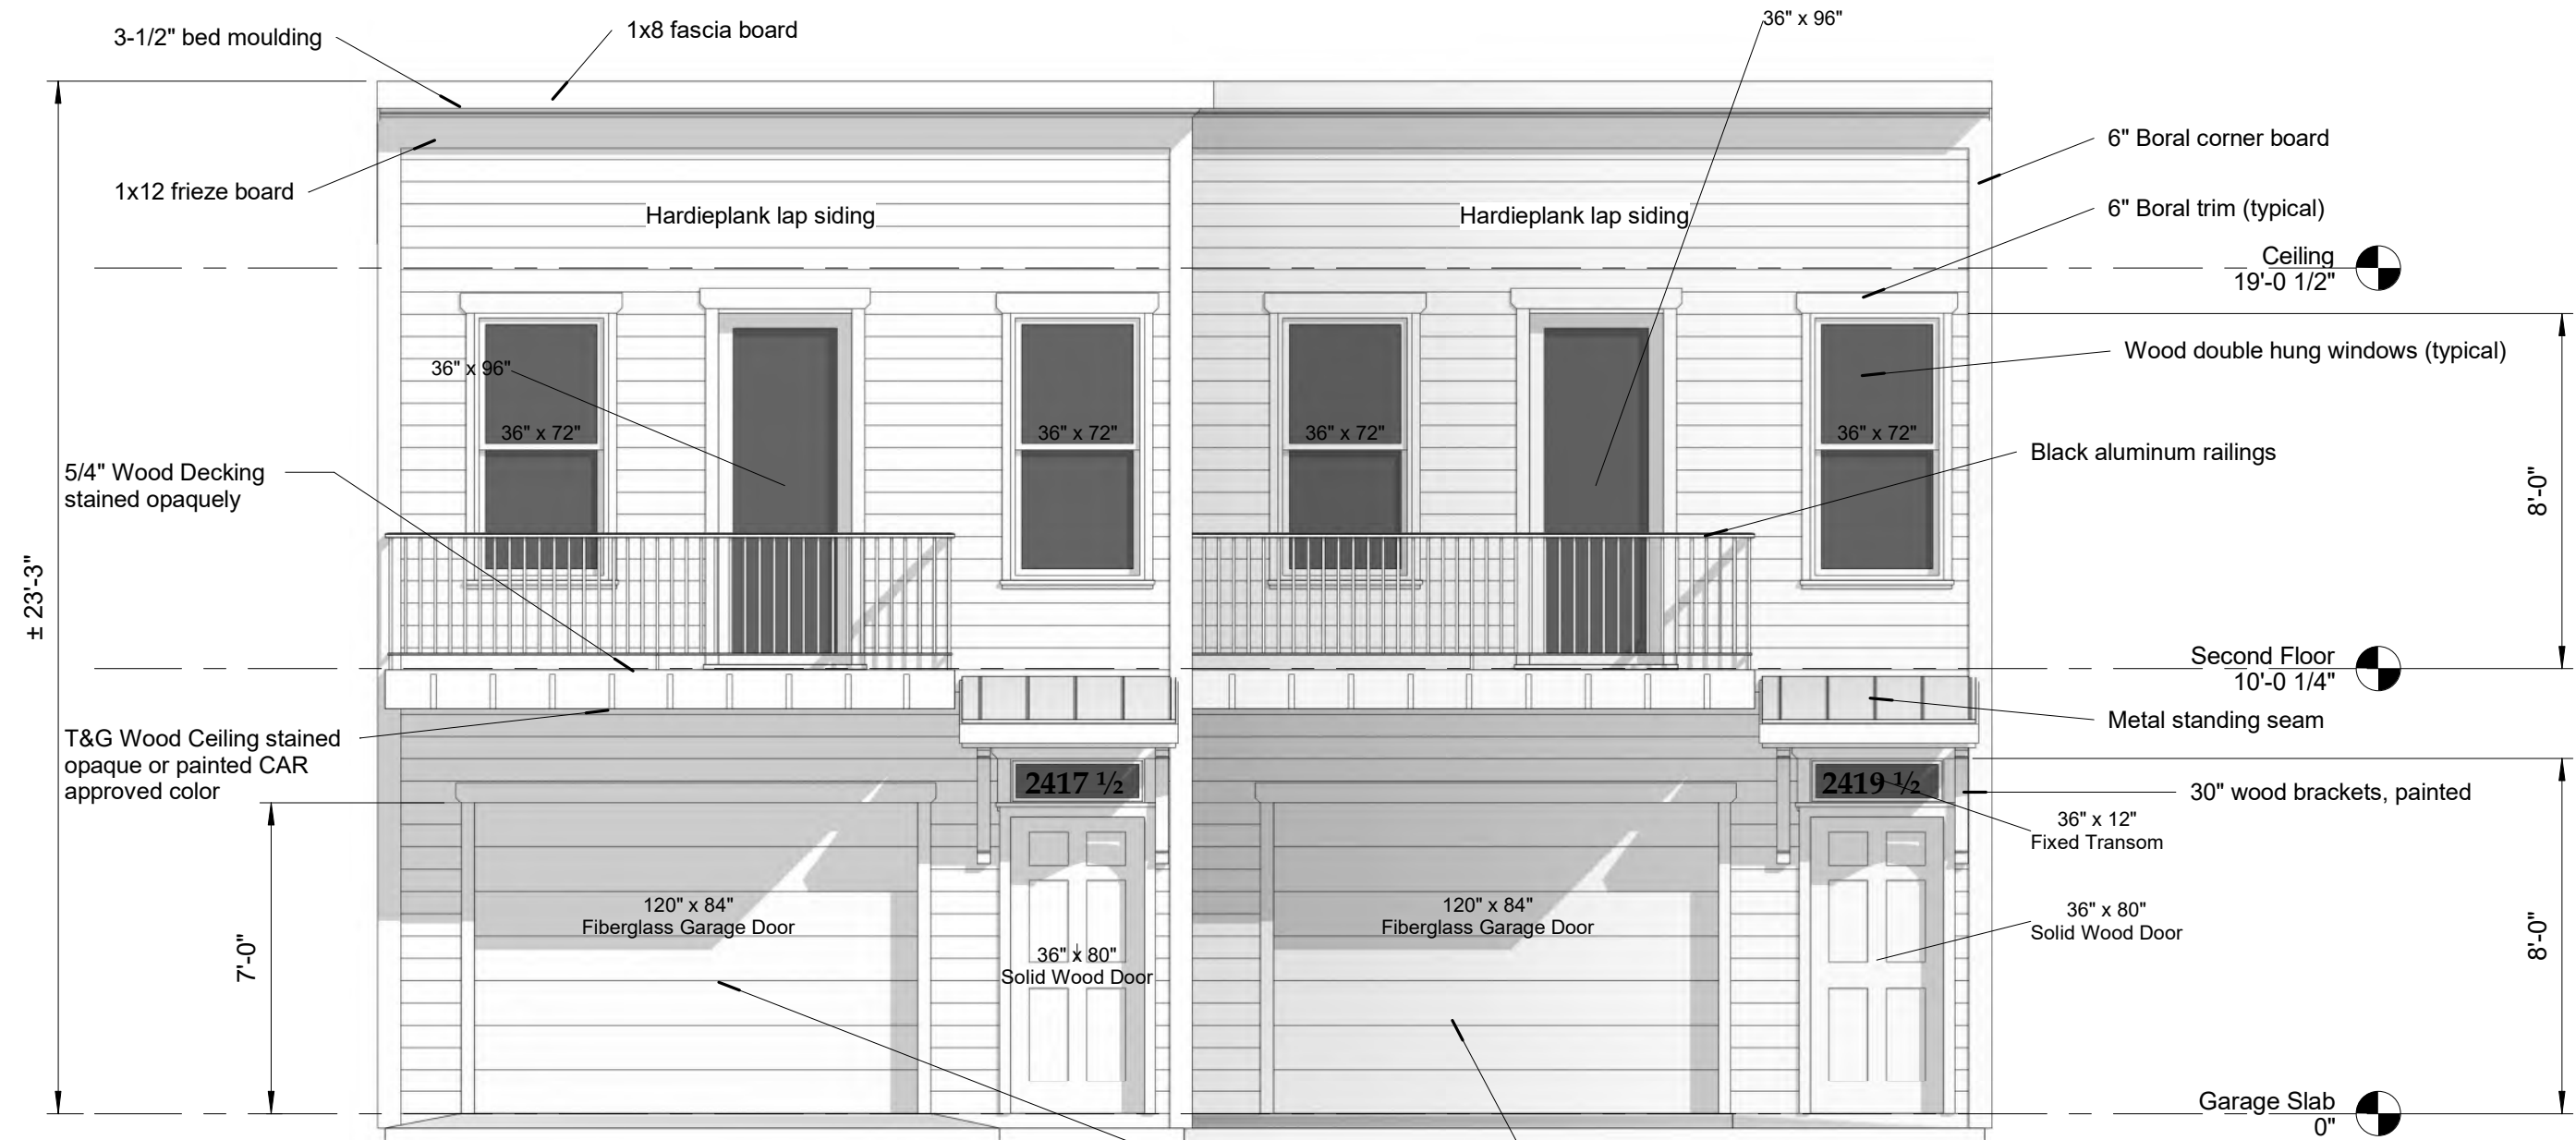 36" x 96"
1x8 fascia board
3-1/2" bed moulding
6" Boral corner board
1x12 frieze board
6" Boral trim (typical)
Hardieplank lap siding
Hardieplank lap siding
Ceiling
19'-0 1/2"
Wood double hung windows (typical)
36" x 96"
36" x 72"
36" x 72"
36" x 72"
36" x 72"
Black aluminum railings
5/4" Wood Decking
stained opaquely
8'-0"
± 23'-3"
Second Floor
10'-0 1/4"
Metal standing seam
T&G Wood Ceiling stained
opaque or painted CAR
approved color
2417 ½
2419 ½
30" wood brackets, painted
36" x 12"
Fixed Transom
120" x 84"
Fiberglass Garage Door
120" x 84"
Fiberglass Garage Door
36" x 80"
Solid Wood Door
36" x 80"
Solid Wood Door
7'-0"
8'-0"
Garage Slab
0"